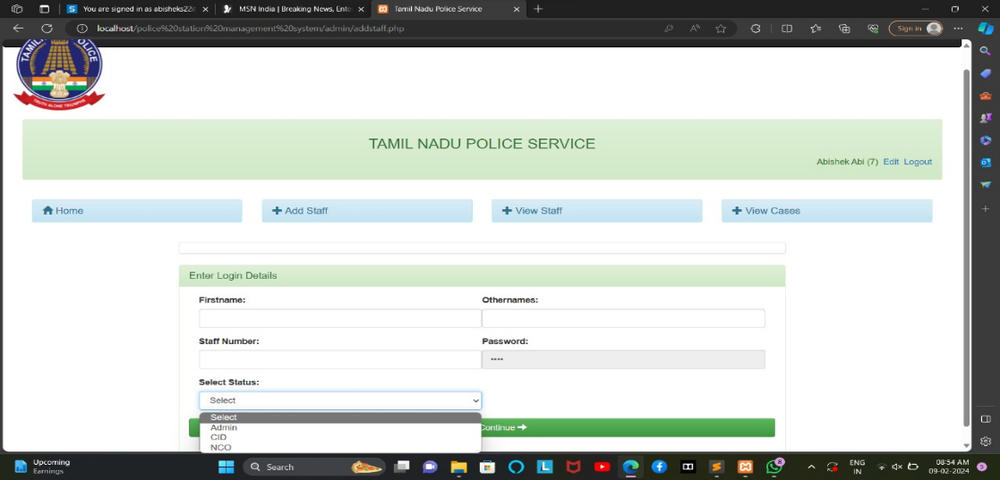 You are signed in as abisheks22i
MSN India | Breaking News, Ente
Tamil Nadu Police Service
localhost/police%20station%20management%20system/admin/addstaff.php
Sign in
POLICE
TRUTH ALONE TRIUMPHS
TAMIL NADU POLICE SERVICE
Abishek Abi (7) Edit Logout
Home
Add Staff
View Staff
View Cases
Enter Login Details
Firstname:
Othernames:
Staff Number:
Password:
••••
Select Status:
Select
Select
Admin
CID
NCO
Continue
Upcoming
Earnings
Search
8
ENG
IN
08:54 AM
09-02-2024